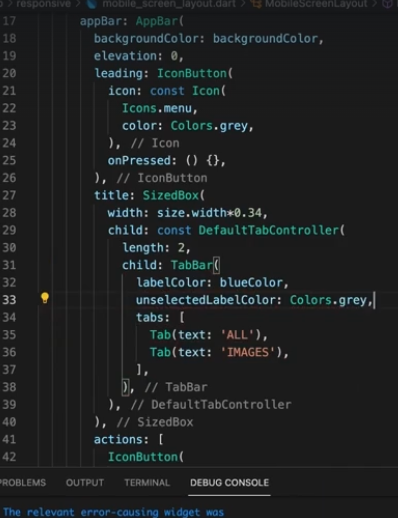 responsive > mobile_screen_layout.dart > MobileScreenLayout >
17 appBar: AppBar(
18 backgroundColor: backgroundColor,
19 elevation: 0,
20 leading: IconButton(
21 icon: const Icon(
22 Icons.menu,
23 color: Colors.grey,
24 ), // Icon
25 onPressed: () {},
26 ), // IconButton
27 title: SizedBox(
28 width: size.width*0.34,
29 child: const DefaultTabController(
30 length: 2,
31 child: TabBar(
32 labelColor: blueColor,
33 unselectedLabelColor: Colors.grey,
34 tabs: [
35 Tab(text: 'ALL'),
36 Tab(text: 'IMAGES'),
37 ],
38 ), // TabBar
39 ), // DefaultTabController
40 ), // SizedBox
41 actions: [
42 IconButton(
ROBLEMS OUTPUT TERMINAL DEBUG CONSOLE
The relevant error-causing widget was